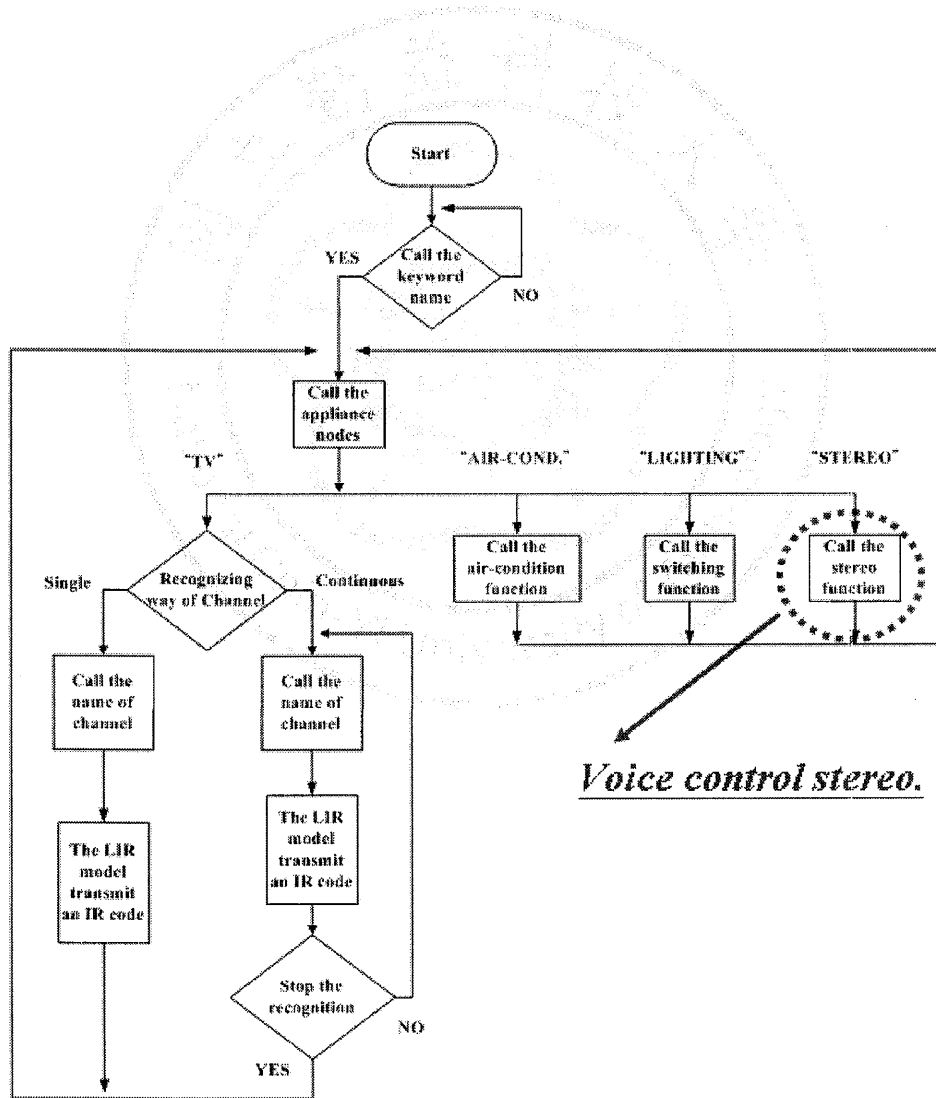 Start
YES
Call the
keyword
name
NO
Call the
appliance
nodes
"TV"
"AIR-COND."
"LIGHTING"
"STEREO"
Single
Recognizing
way of Channel
Continuous
Call the
air-condition
function
Call the
switching
function
Call the
stereo
function
Call the
name of
channel
Call the
name of
channel
Voice control stereo.
The LIR
model
transmit
an IR code
The LIR
model
transmit
an IR code
Stop the
recognition
NO
YES